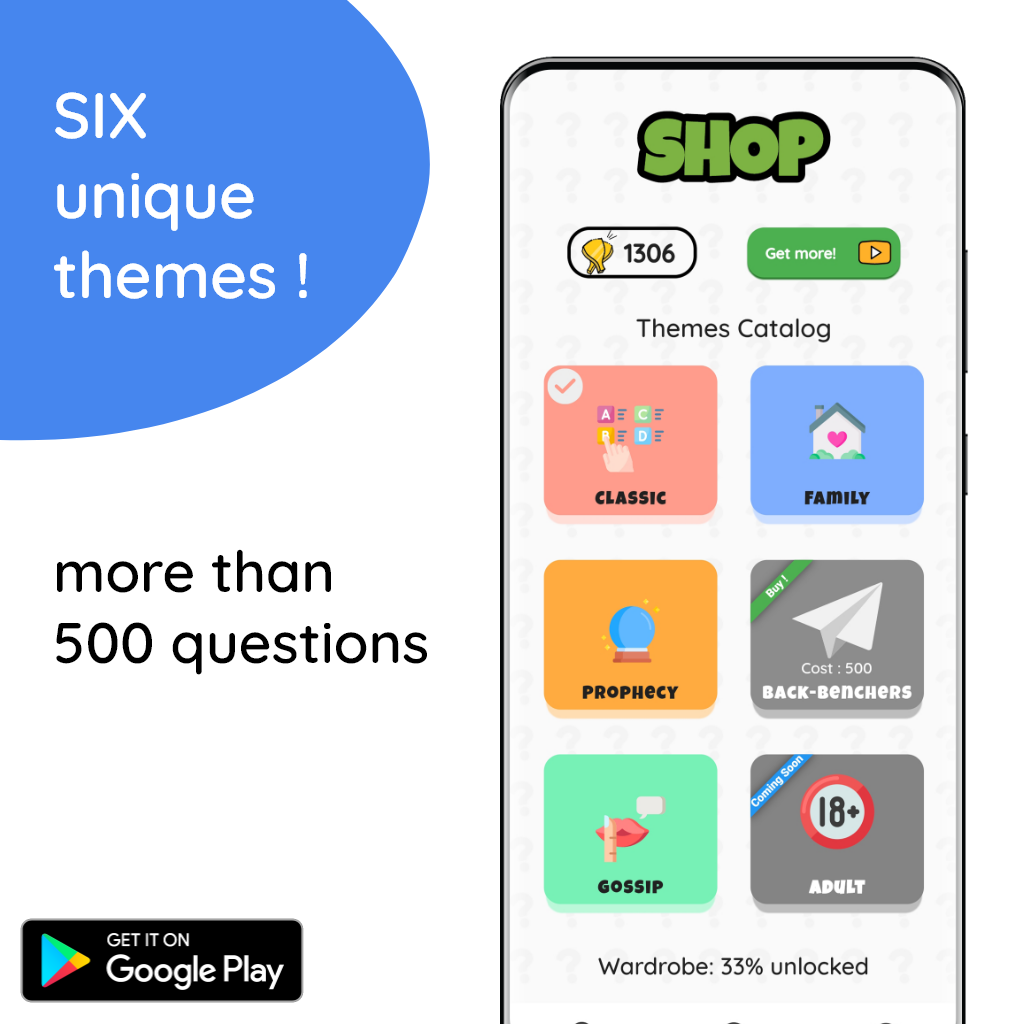 SIX
unique
themes !
more than
500 questions
GET IT ON
Google Play
SHOP
1306
Get more!
Themes Catalog
A C
B D
CLASSIC
FAMILY
PROPHECY
Buy !
Cost : 500
BACK-BENCHERS
GOSSIP
Coming Soon
18+
ADULT
Wardrobe: 33% unlocked